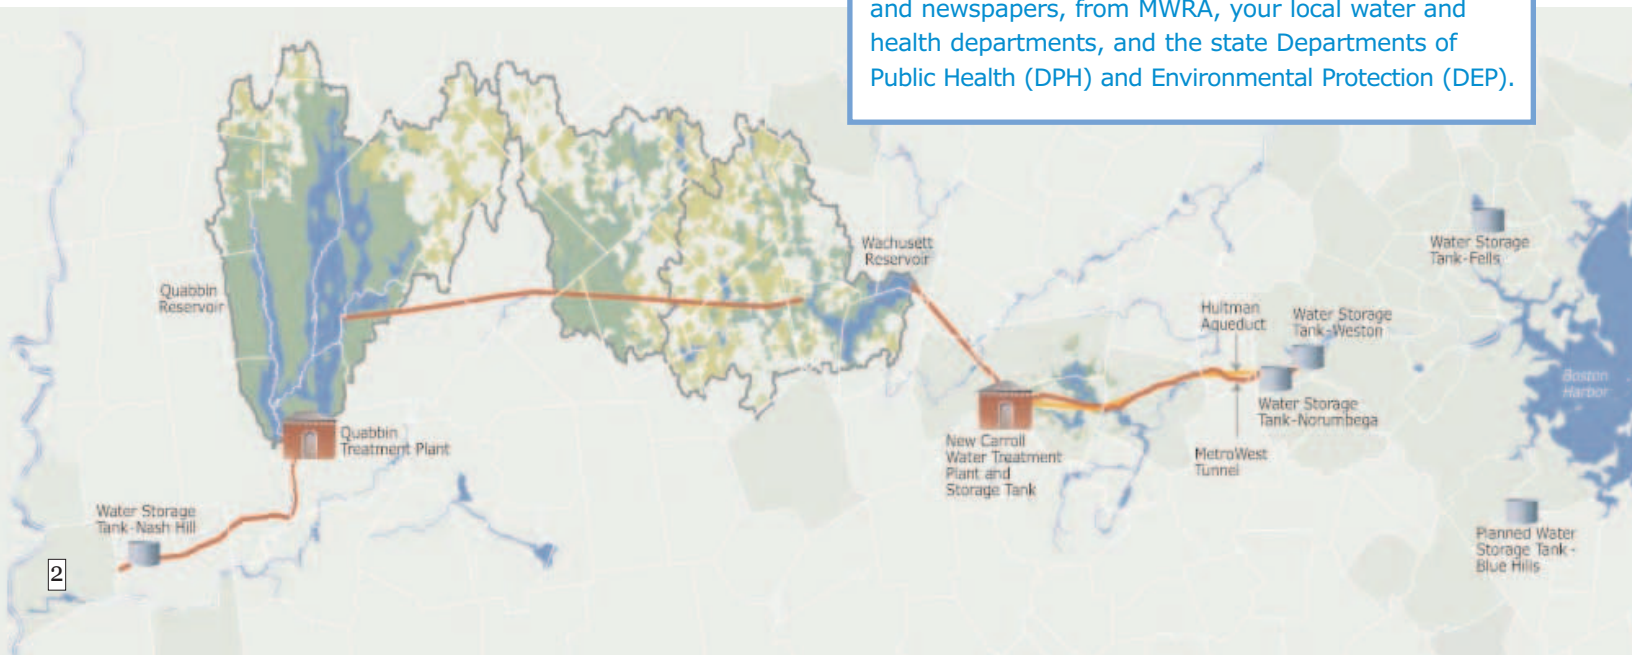 and newspapers, from MWRA, your local water and
health departments, and the state Departments of
Public Health (DPH) and Environmental Protection (DEP).
Wachusett
Reservoir
Water Storage
Tank-Fells
Quabbin
Reservoir
Hultman
Aqueduct
Water Storage
Tank-Weston
Boston
Harbor
Water Storage
Tank-Norumbega
Quabbin
Treatment Plant
New Carroll
Water Treatment
Plant and
Storage Tank
MetroWest
Tunnel
Water Storage
Tank-Nash Hill
Planned Water
Storage Tank-
Blue Hills
2